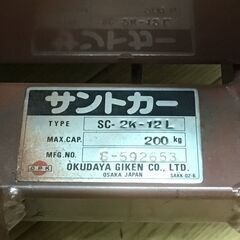 サントカー
TYPE SC-2K-12L
MAX.CAP. 200 kg
MFG.NO. E-592653
OKUDAYA GIKEN CO., LTD.
OSAKA JAPAN